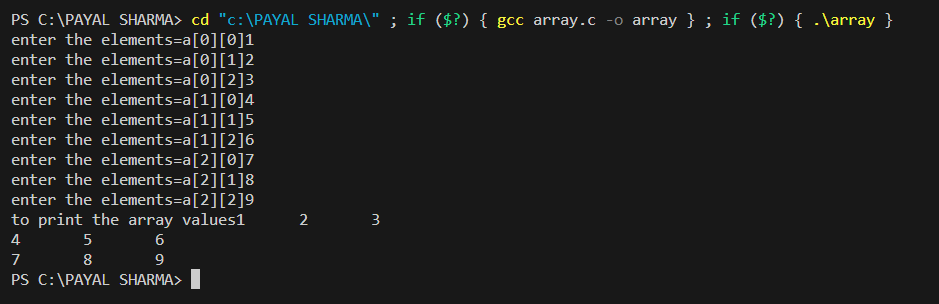 PS C:\PAYAL SHARMA> cd "c:\PAYAL SHARMA\" ; if ($?) { gcc array.c -o array } ; if ($?) { .\array }
enter the elements=a[0][0]1
enter the elements=a[0][1]2
enter the elements=a[0][2]3
enter the elements=a[1][0]4
enter the elements=a[1][1]5
enter the elements=a[1][2]6
enter the elements=a[2][0]7
enter the elements=a[2][1]8
enter the elements=a[2][2]9
to print the array values1      2       3
4       5       6
7       8       9
PS C:\PAYAL SHARMA>